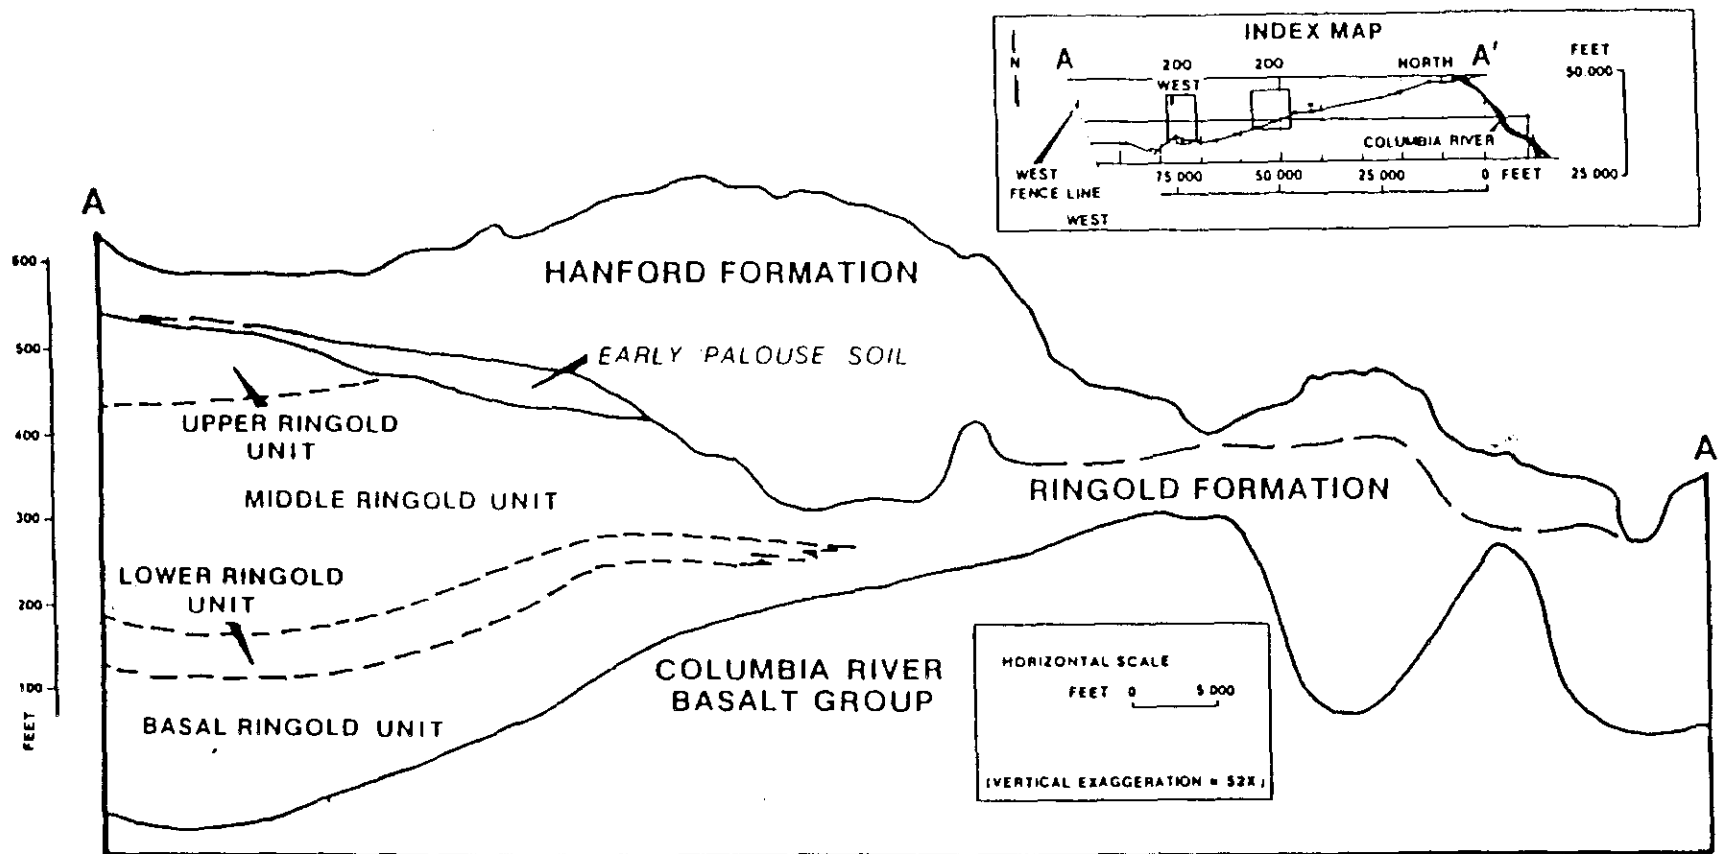 INDEX MAP
N
A
200
WEST
200
NORTH
A'
FEET
50 000
COLUMBIA RIVER
WEST
FENCE LINE
75 000
50 000
25 000
0 FEET
25 000
WEST
A
600
500
400
300
200
100
FEET
HANFORD FORMATION
EARLY PALOUSE SOIL
UPPER RINGOLD
UNIT
MIDDLE RINGOLD UNIT
RINGOLD FORMATION
A
LOWER RINGOLD
UNIT
BASAL RINGOLD UNIT
COLUMBIA RIVER
BASALT GROUP
HORIZONTAL SCALE
FEET 0 5 000
(VERTICAL EXAGGERATION = 52X)